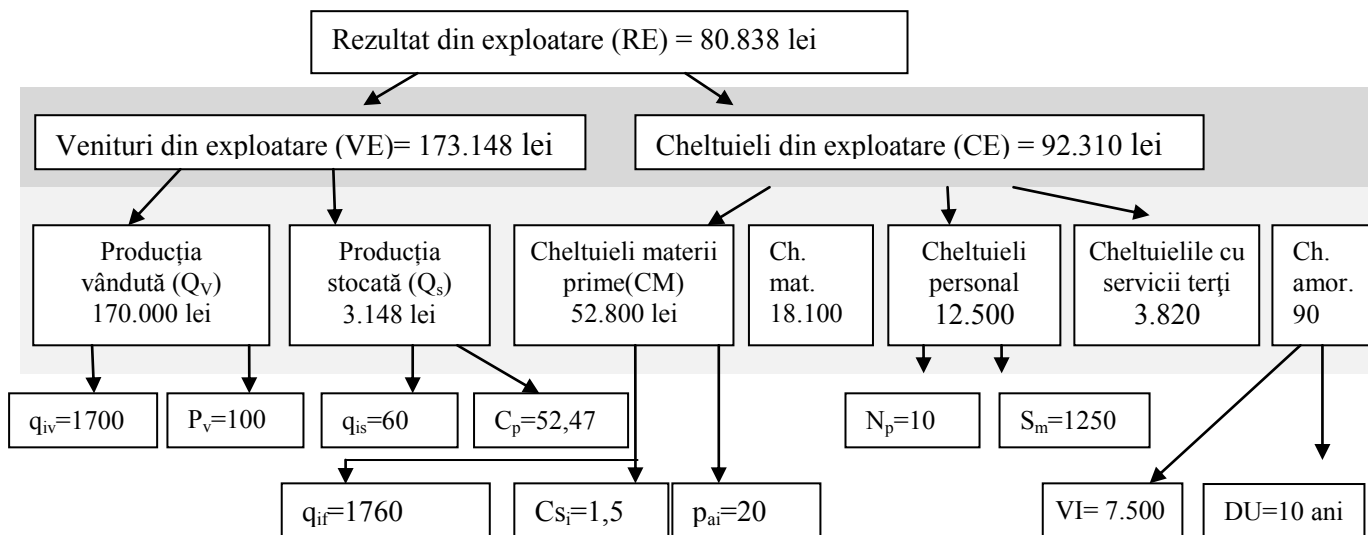 Rezultat din exploatare (RE) = 80.838 lei
Venituri din exploatare (VE)= 173.148 lei
Cheltuieli din exploatare (CE) = 92.310 lei
Producția
vândută (QV)
170.000 lei
Producția
stocată (Qs)
3.148 lei
Cheltuieli materii
prime(CM)
52.800 lei
Ch.
mat.
18.100
Cheltuieli
personal
12.500
Cheltuielile cu
servicii terţi
3.820
Ch.
amor.
90
qiv=1700
Pv=100
qis=60
Cp=52,47
Np=10
Sm=1250
qif=1760
Csi=1,5
pai=20
VI= 7.500
DU=10 ani